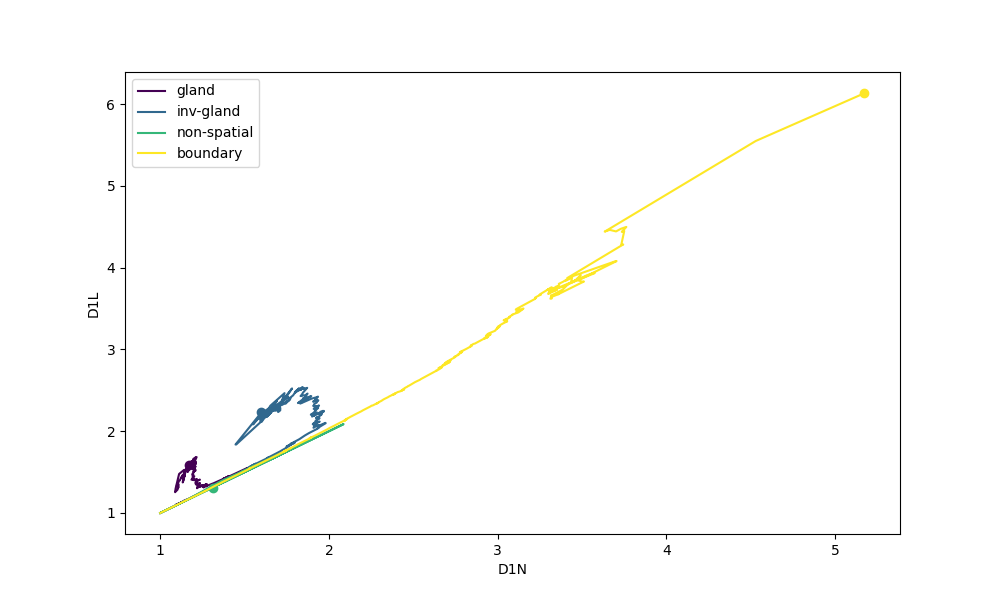 gland
inv-gland
non-spatial
boundary
6
5
4
3
2
1
D1L
1 2 3 4 5
D1N